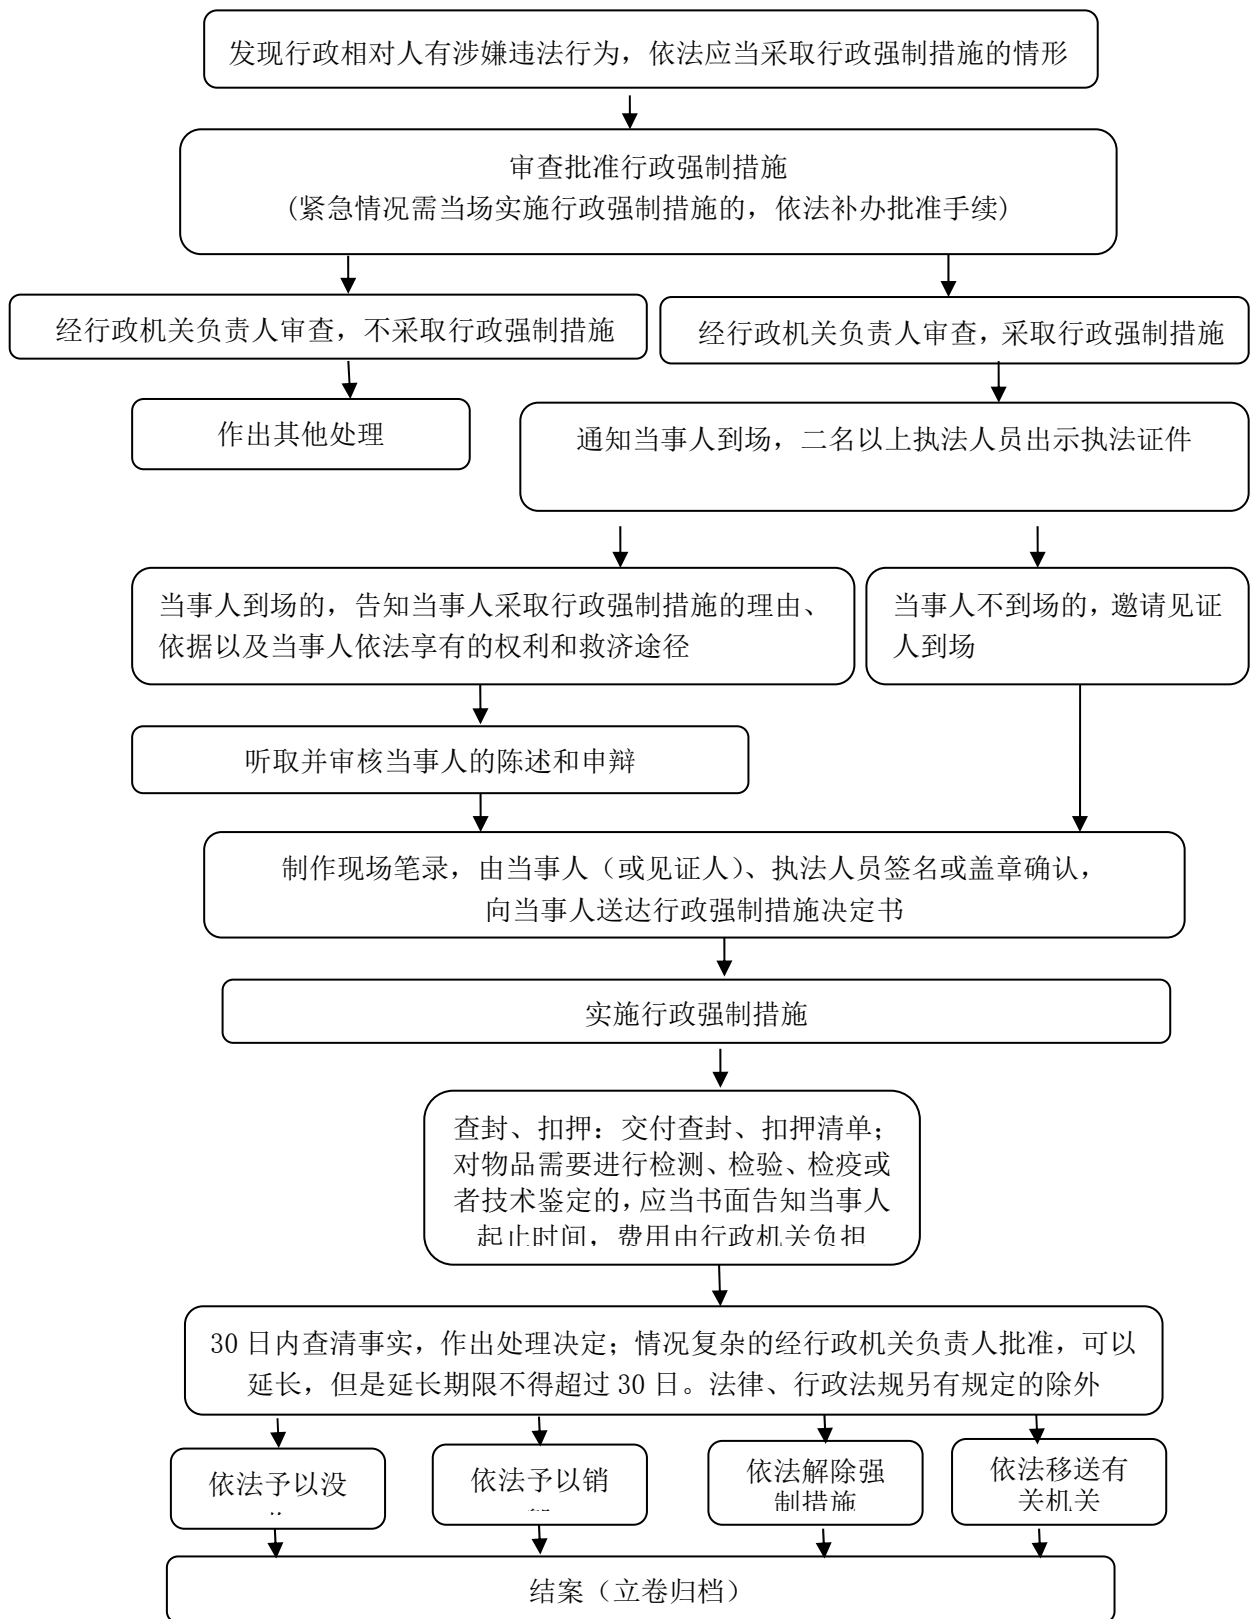 发现行政相对人有涉嫌违法行为，依法应当采取行政强制措施的情形
审查批准行政强制措施
(紧急情况需当场实施行政强制措施的，依法补办批准手续)
经行政机关负责人审查，不采取行政强制措施
经行政机关负责人审查，采取行政强制措施
作出其他处理
通知当事人到场，二名以上执法人员出示执法证件
当事人到场的，告知当事人采取行政强制措施的理由、
依据以及当事人依法享有的权利和救济途径
当事人不到场的，邀请见证
人到场
听取并审核当事人的陈述和申辩
制作现场笔录，由当事人（或见证人）、执法人员签名或盖章确认，
向当事人送达行政强制措施决定书
实施行政强制措施
查封、扣押：交付查封、扣押清单；
对物品需要进行检测、检验、检疫或
者技术鉴定的，应当书面告知当事人
起止时间，费用由行政机关负担
30日内查清事实，作出处理决定；情况复杂的经行政机关负责人批准，可以
延长，但是延长期限不得超过30日。法律、行政法规另有规定的除外
依法予以没
依法予以销
依法解除强
制措施
依法移送有
关机关
结案（立卷归档）